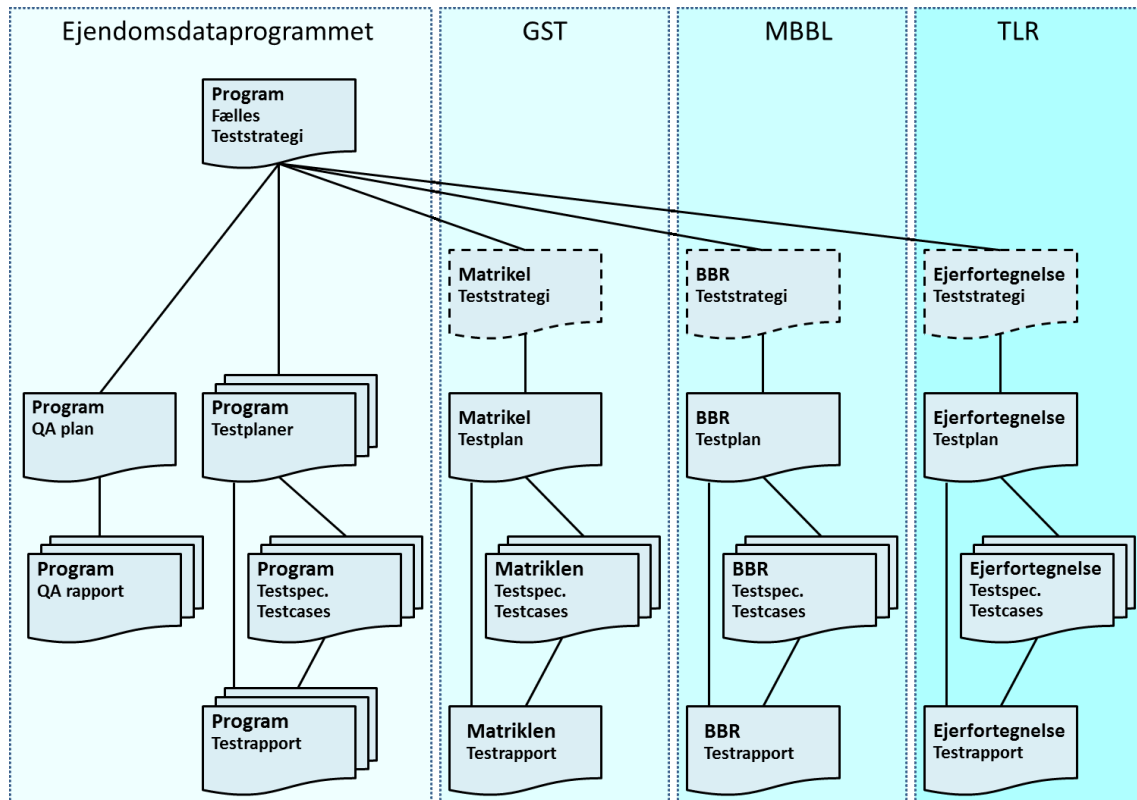 Ejendomsdataprogrammet
GST
MBBL
TLR
Program
Fælles
Teststrategi
Matrikel
Teststrategi
BBR
Teststrategi
Ejerfortegnelse
Teststrategi
Program
QA plan
Program
Testplaner
Matrikel
Testplan
BBR
Testplan
Ejerfortegnelse
Testplan
Program
QA rapport
Program
Testspec.
Testcases
Matriklen
Testspec.
Testcases
BBR
Testspec.
Testcases
Ejerfortegnelse
Testspec.
Testcases
Program
Testrapport
Matriklen
Testrapport
BBR
Testrapport
Ejerfortegnelse
Testrapport